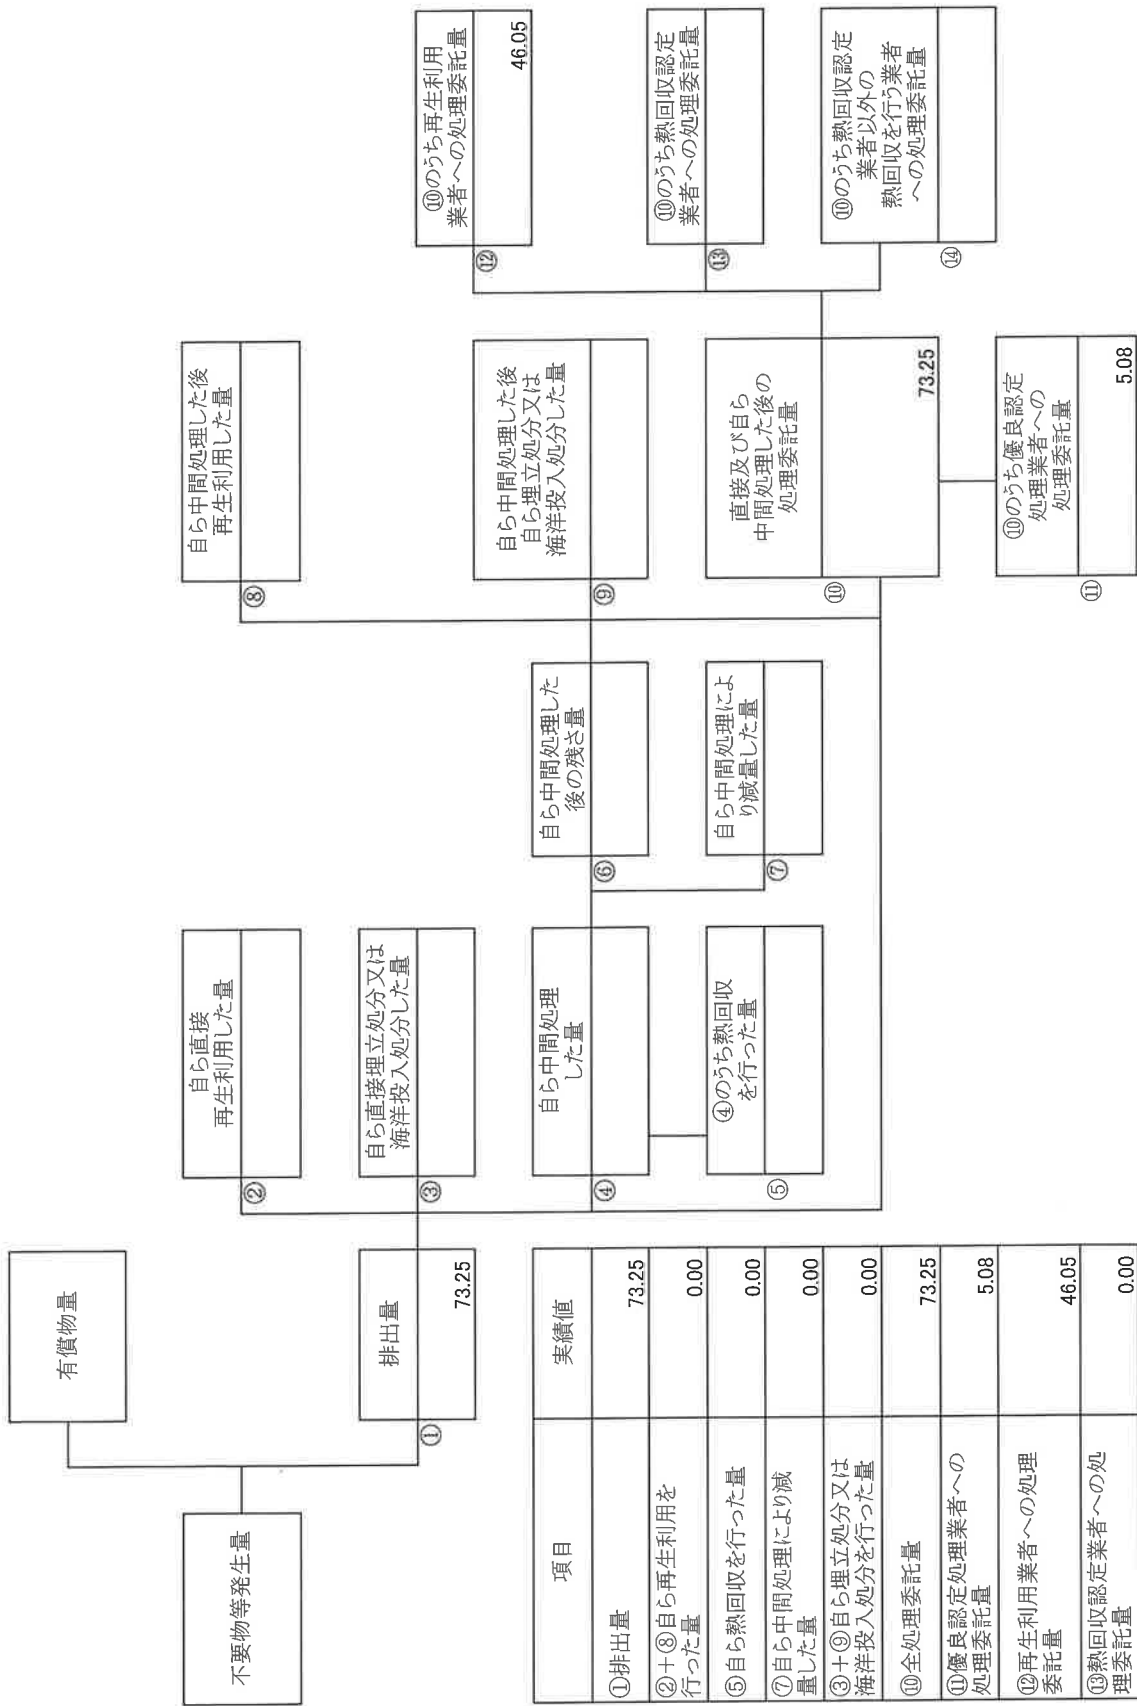 有償物量
不要物等発生量
排出量
①
73.25
自ら直接
再生利用した量
②
自ら直接埋立処分又は
海洋投入処分した量
③
自ら中間処理
した量
④
④のうち熱回収
を行った量
⑤
自ら中間処理した
後の残さ量
⑥
自ら中間処理によ
り減量した量
⑦
自ら中間処理した後
再生利用した量
⑧
自ら中間処理した後
自ら埋立処分又は
海洋投入処分した量
⑨
直接及び自ら
中間処理した後の
処理委託量
⑩
73.25
⑩のうち優良認定
処理業者への
処理委託量
⑪
5.08
⑩のうち再生利用
業者への処理委託量
⑫
46.05
⑩のうち熱回収認定
業者への処理委託量
⑬
⑩のうち熱回収認定
業者以外の
熱回収を行う業者
への処理委託量
⑭
項目 実績値
①排出量 73.25
②+⑧自ら再生利用を
行った量 0.00
⑤自ら熱回収を行った量 0.00
⑦自ら中間処理により減
量した量 0.00
③+⑨自ら埋立処分又は
海洋投入処分を行った量 0.00
⑩全処理委託量 73.25
⑪優良認定処理業者への
処理委託量 5.08
⑫再生利用業者への処理
委託量 46.05
⑬熱回収認定業者への処
理委託量 0.00